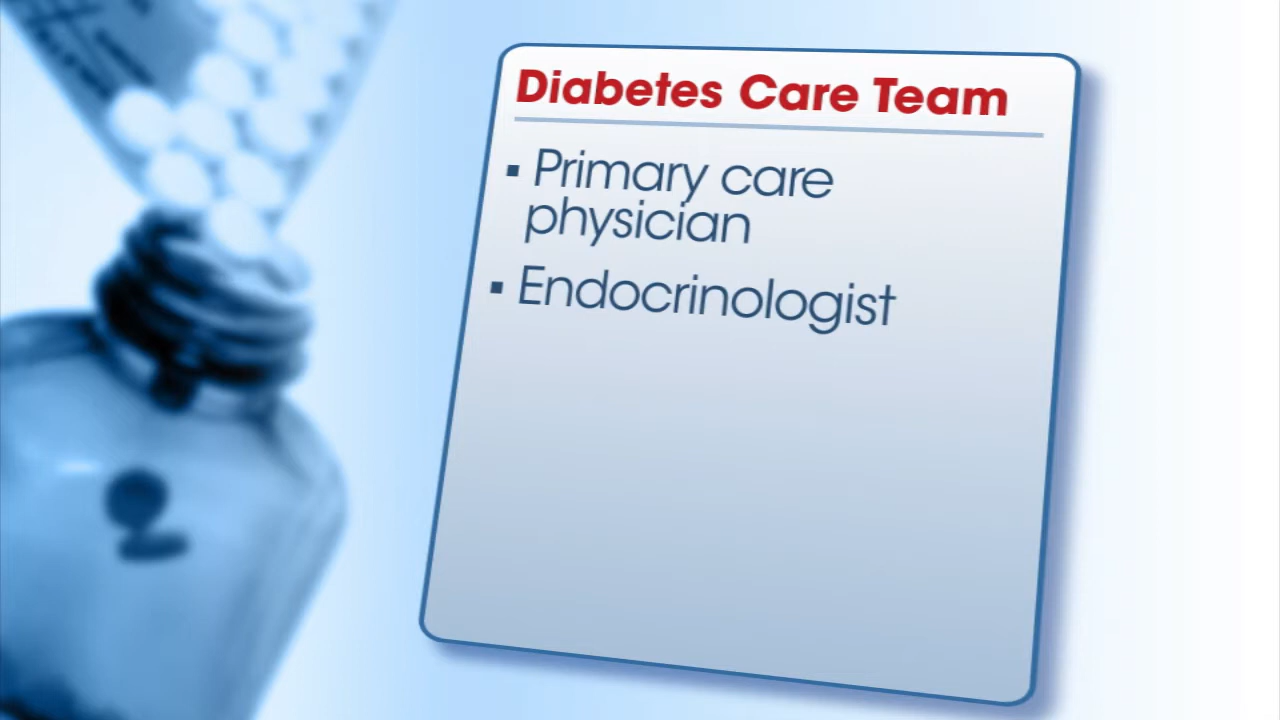 Diabetes Care Team
▪ Primary care
physician
▪ Endocrinologist